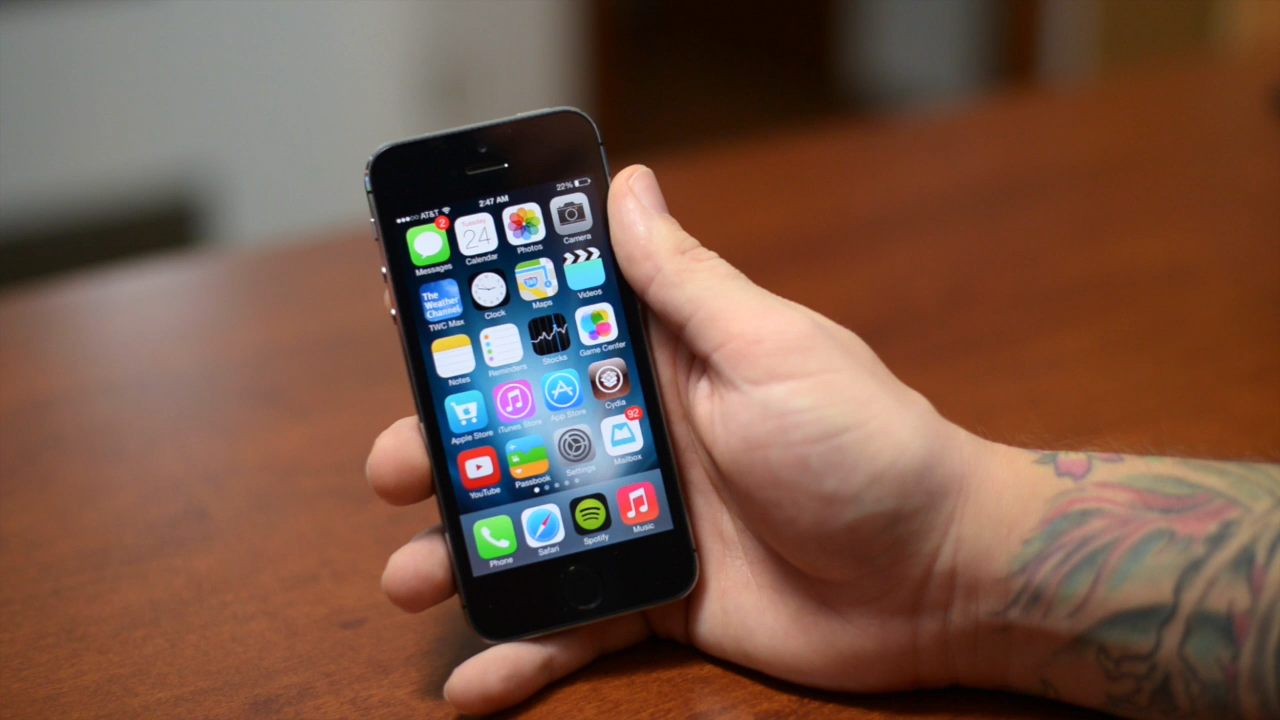 AT&T 2:47 AM 22%
2
Tuesday
24
Messages Calendar Photos Camera
The
Weather
Channel
TWC Max Clock Maps Videos
Notes Reminders Stocks Game Center
Apple Store iTunes Store App Store Cydia
92
YouTube Passbook Settings Mailbox
Phone Safari Spotify Music